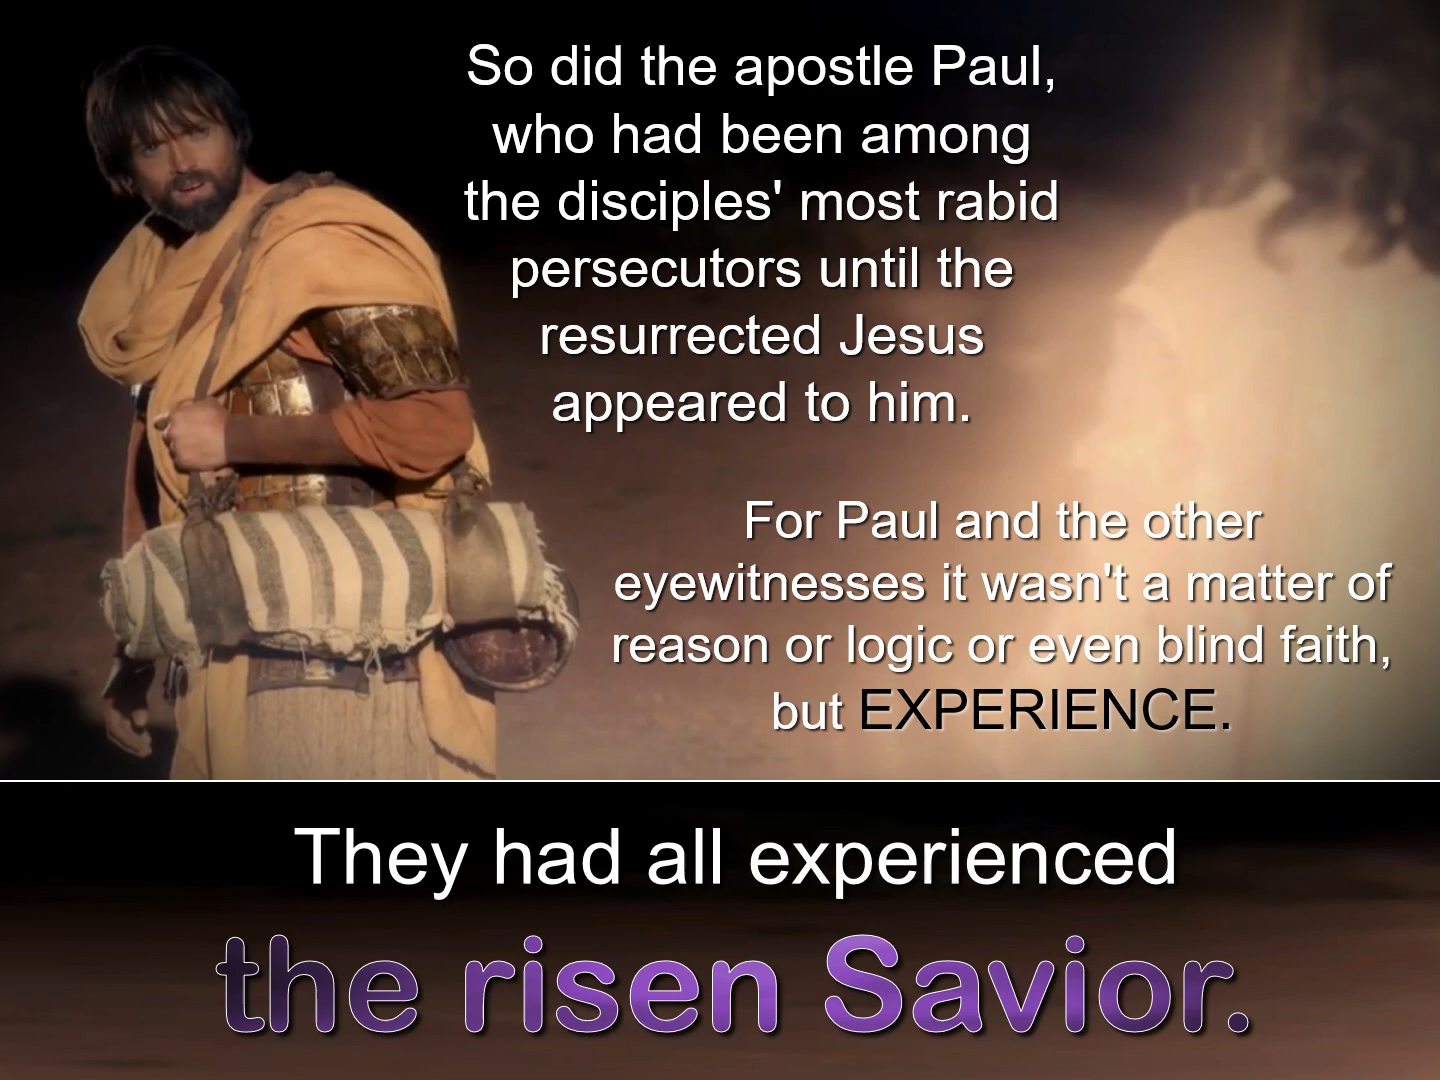 So did the apostle Paul,
who had been among
the disciples' most rabid
persecutors until the
resurrected Jesus
appeared to him.
For Paul and the other
eyewitnesses it wasn't a matter of
reason or logic or even blind faith,
but EXPERIENCE.
They had all experienced
the risen Savior.